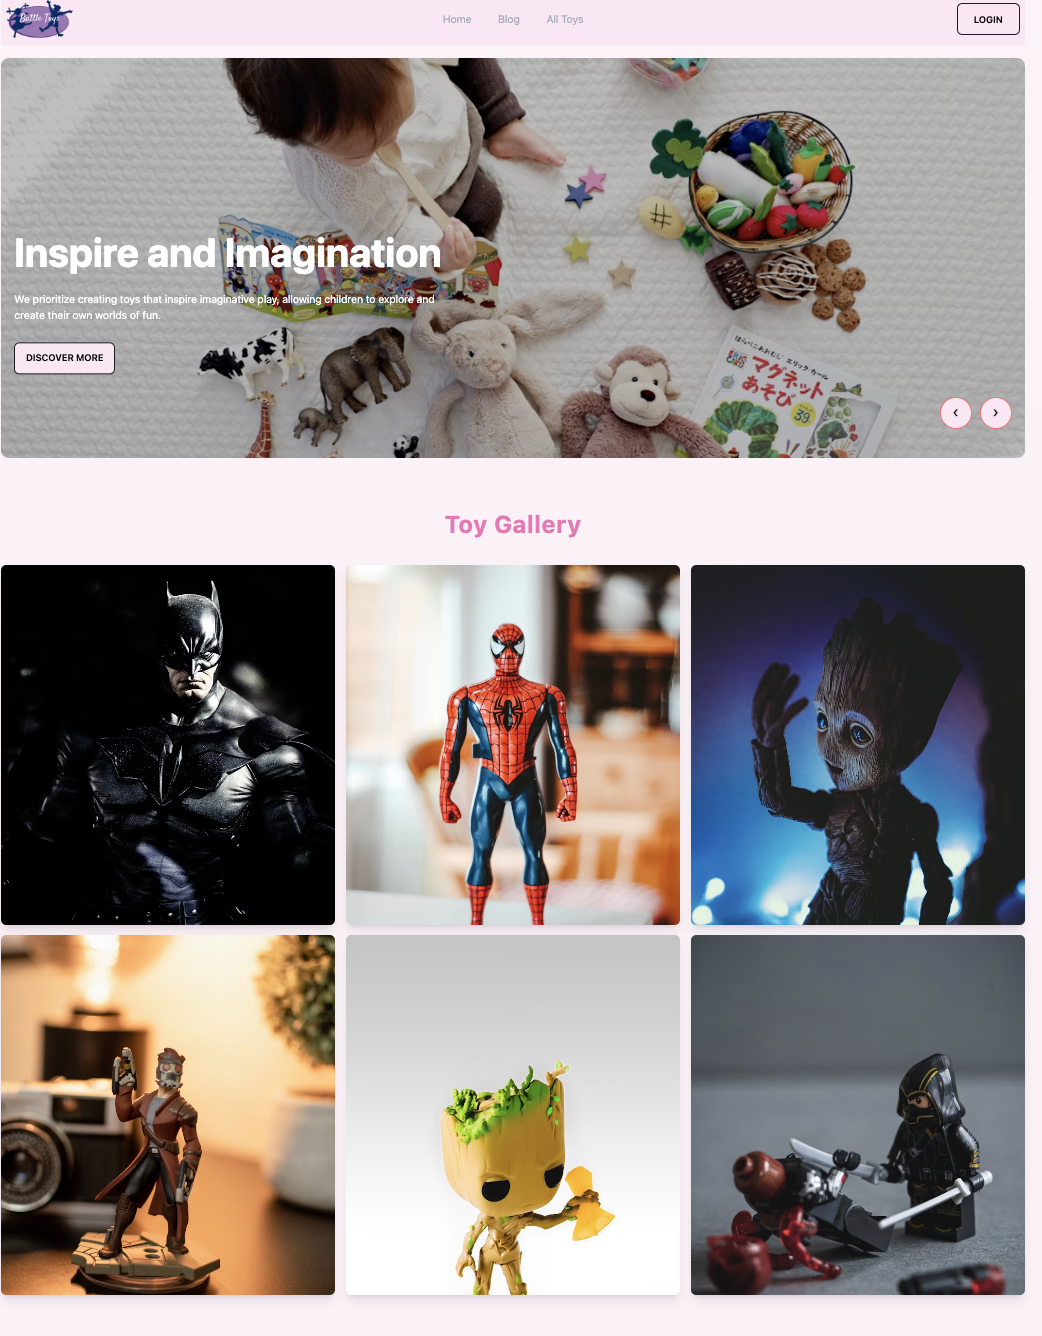 Battle Toys
Home
Blog
All Toys
LOGIN
Inspire and Imagination
We prioritize creating toys that inspire imaginative play, allowing children to explore and
create their own worlds of fun.
DISCOVER MORE
はらぺこあおむし エリック・カール
マグネット
あそび
39
‹
›
Toy Gallery